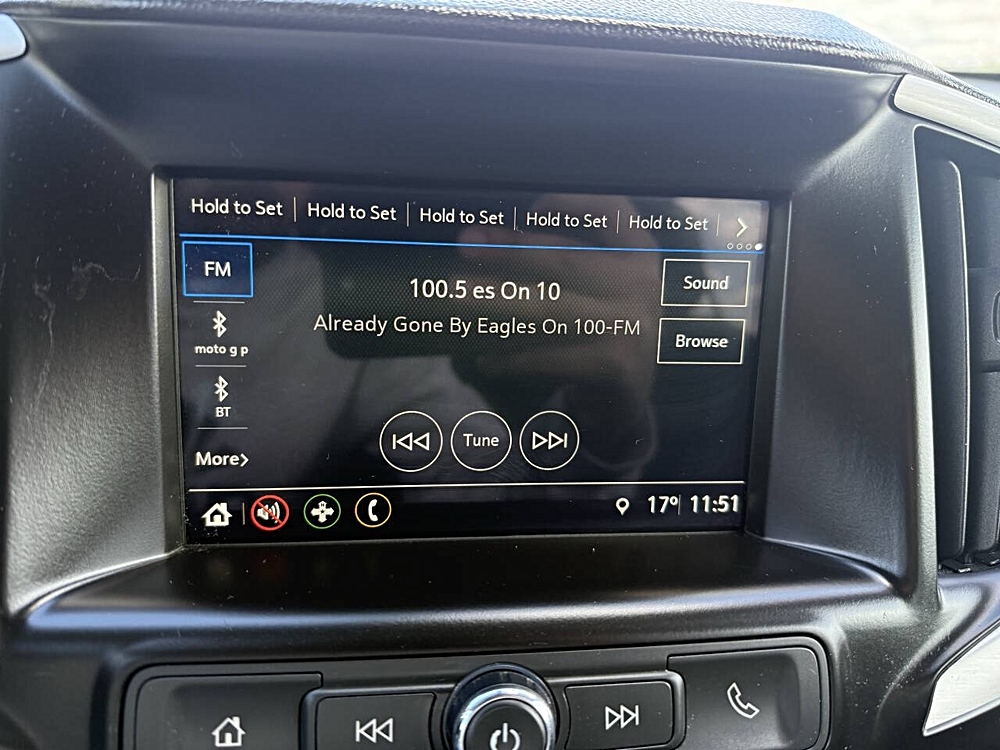 Hold to Set Hold to Set Hold to Set Hold to Set Hold to Set
FM
Sound
100.5 es On 10
Already Gone By Eagles On 100-FM
Browse
moto g p
BT
Tune
More>
17° 11:51